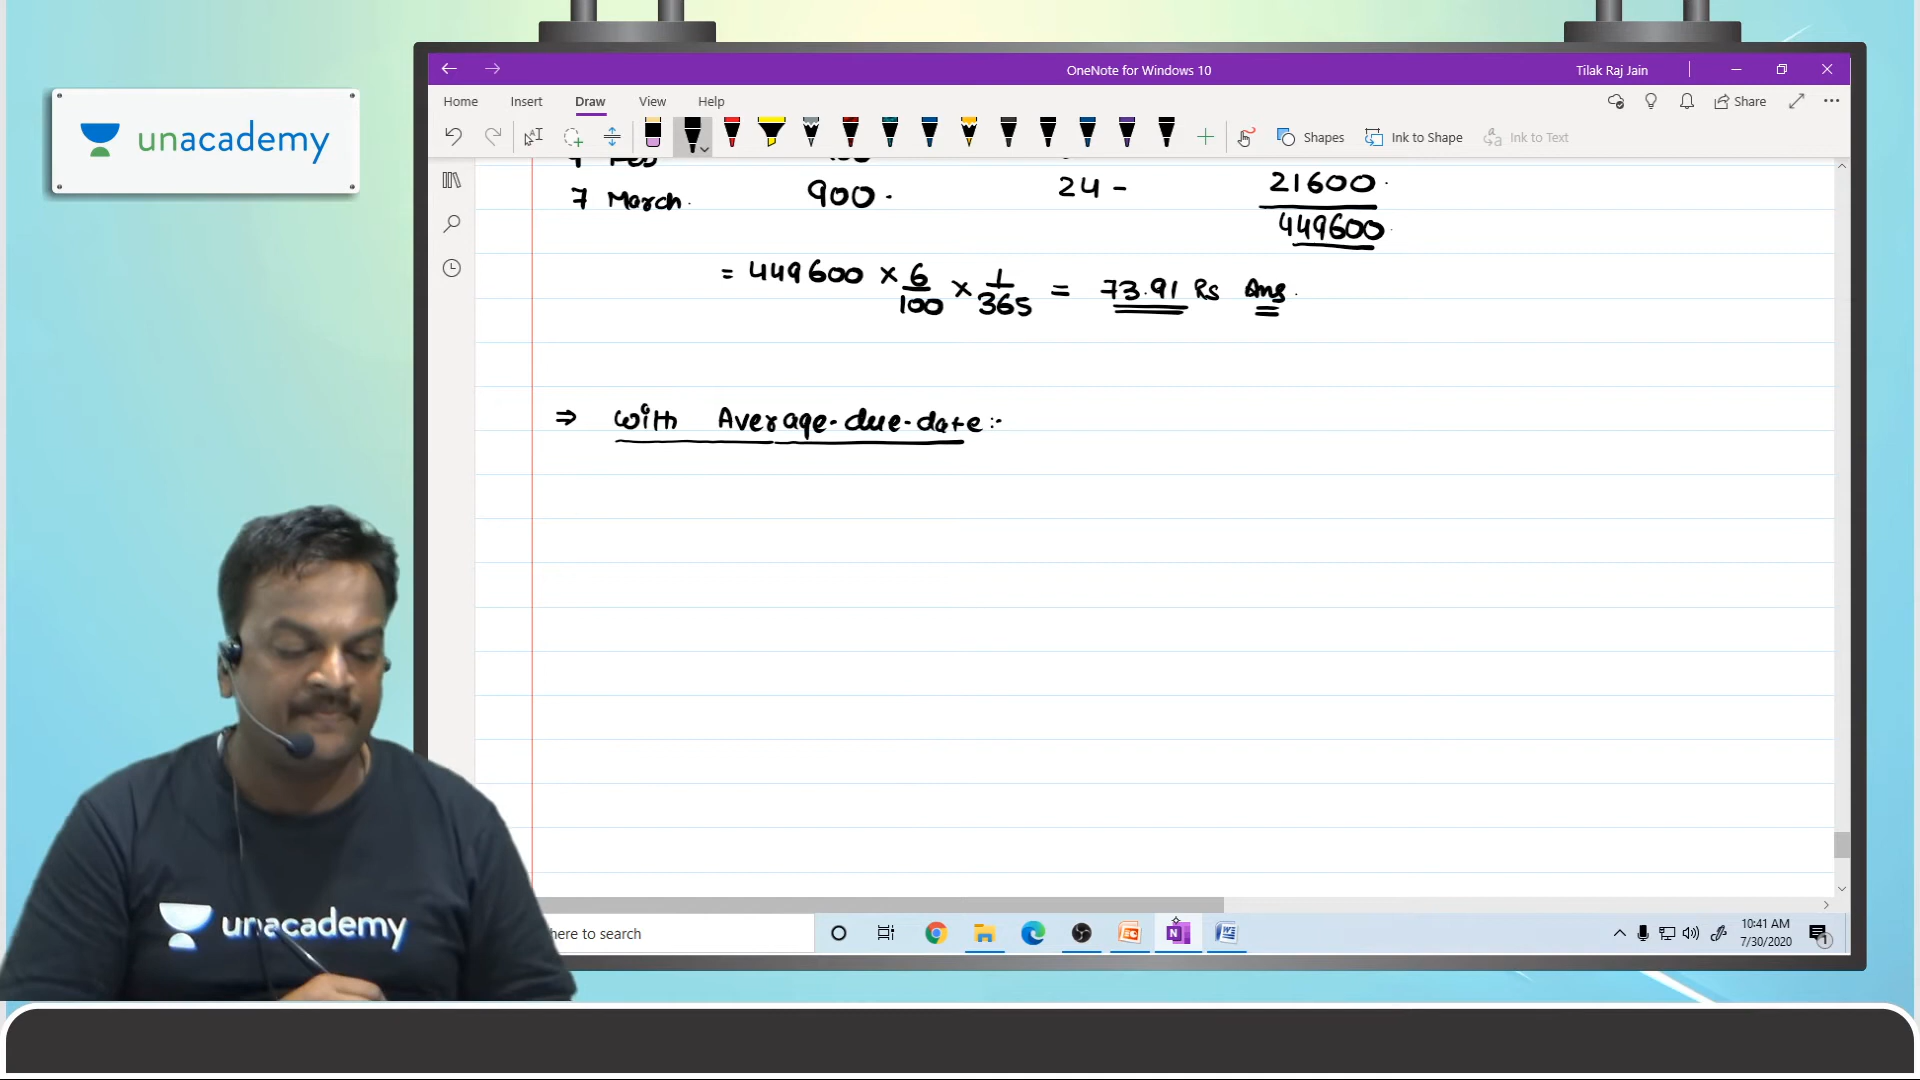 unacademy
OneNote for Windows 10
Tilak Raj Jain
Home Insert Draw View Help
Share
Shapes Ink to Shape Ink to Text
7 March. 900. 24 - 21600.
449600.
= 449600 × 6/100 × 1/365 = 73.91 Rs Ans.
⇒ With Average-due-date:-
unacademy
here to search
10:41 AM
7/30/2020
1